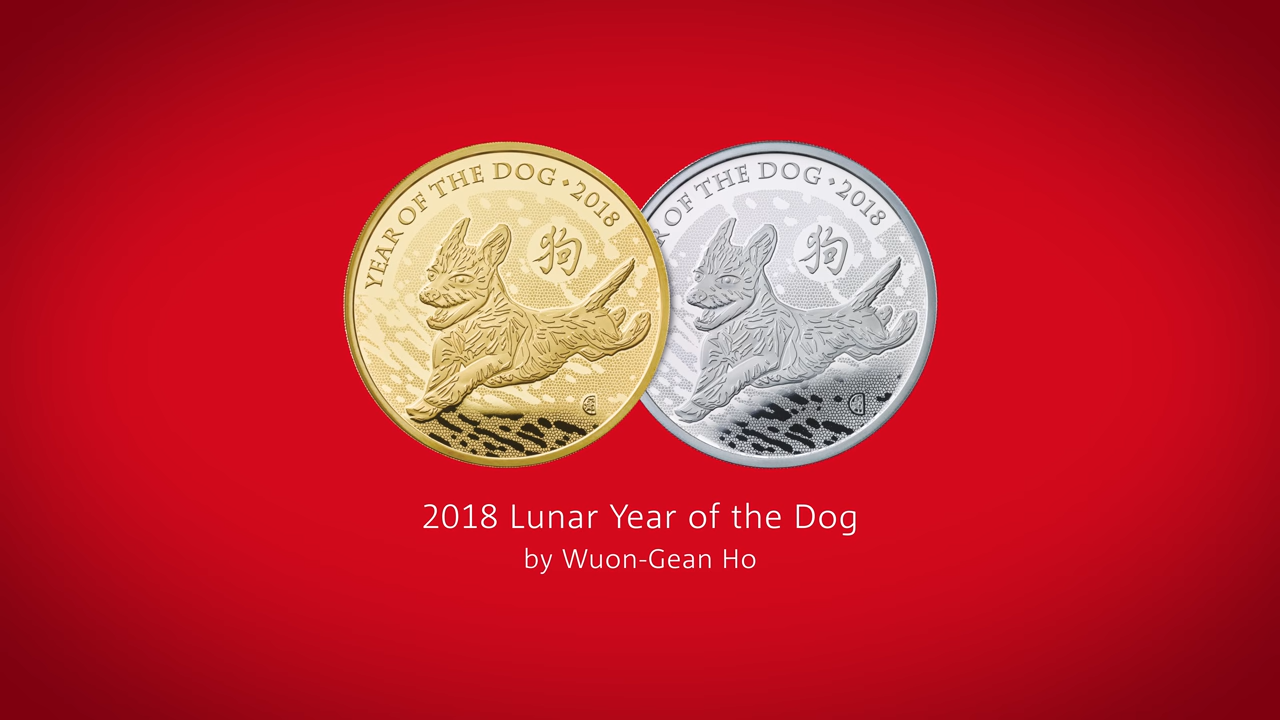 YEAR OF THE DOG · 2018
狗
R OF THE DOG · 2018
狗
2018 Lunar Year of the Dog
by Wuon-Gean Ho